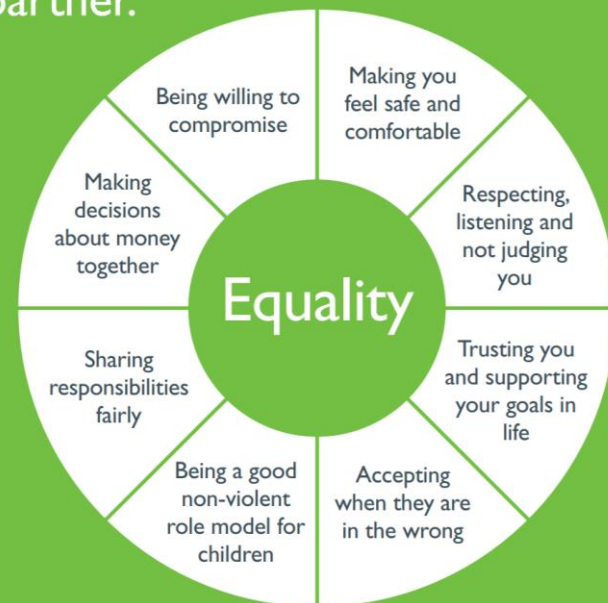 partner.
Making you
feel safe and
comfortable
Respecting,
listening and
not judging
you
Trusting you
and supporting
your goals in
life
Accepting
when they are
in the wrong
Being a good
non-violent
role model for
children
Sharing
responsibilities
fairly
Making
decisions
about money
together
Being willing to
compromise
Equality